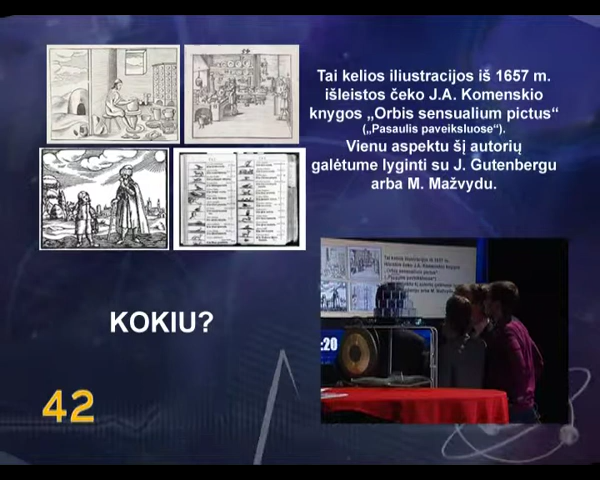 Tai kelios iliustracijos iš 1657 m.
išleistos čeko J.A. Komenskio
knygos „Orbis sensualium pictus“
(„Pasaulis paveiksluose“).
Vienu aspektu šį autorių
galėtume lyginti su J. Gutenbergu
arba M. Mažvydu.
KOKIU?
:20
42